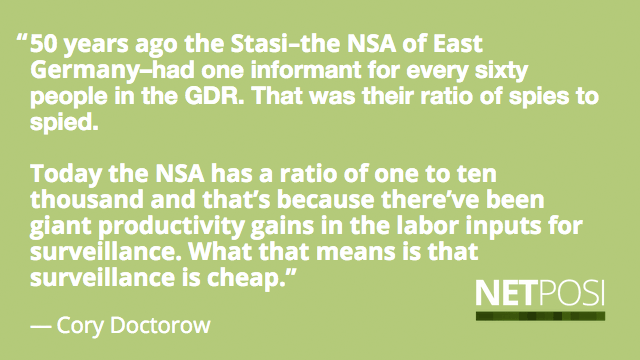 “50 years ago the Stasi–the NSA of East
Germany–had one informant for every sixty
people in the GDR. That was their ratio of spies to
spied.
Today the NSA has a ratio of one to ten
thousand and that’s because there’ve been
giant productivity gains in the labor inputs for
surveillance. What that means is that
surveillance is cheap.”
NETPOSI
— Cory Doctorow